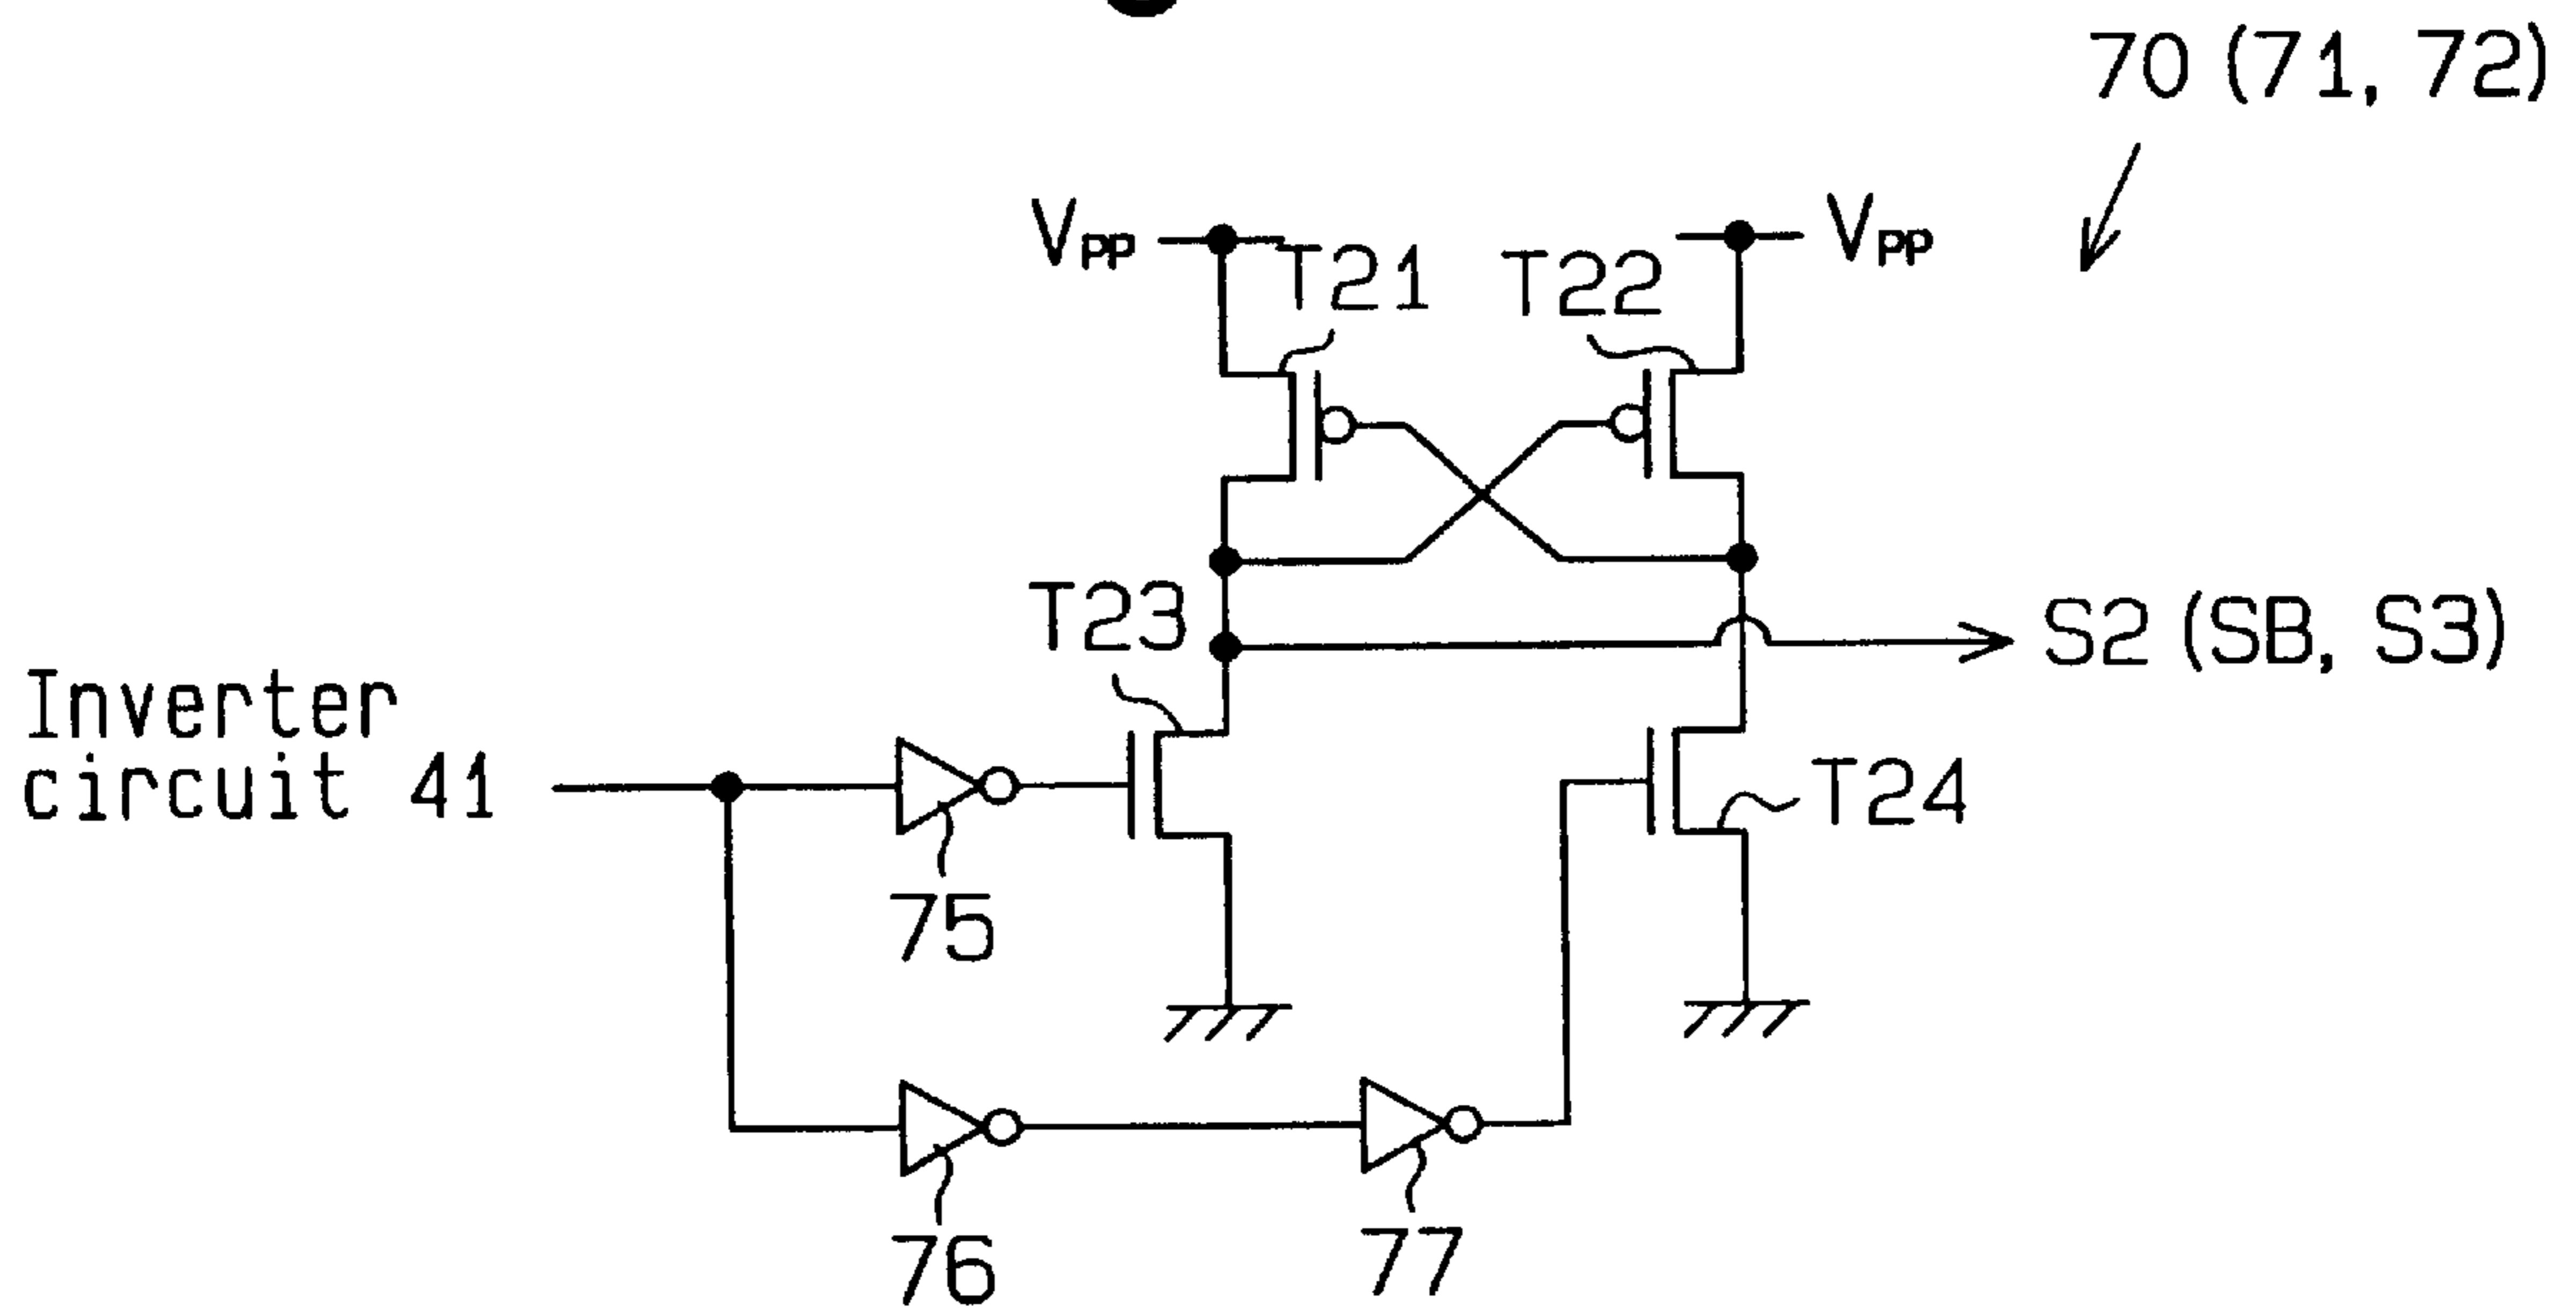 70 (71, 72)
Vpp
T21
T22
Vpp
T23
S2 (SB, S3)
Inverter
circuit 41
T24
75
76
77